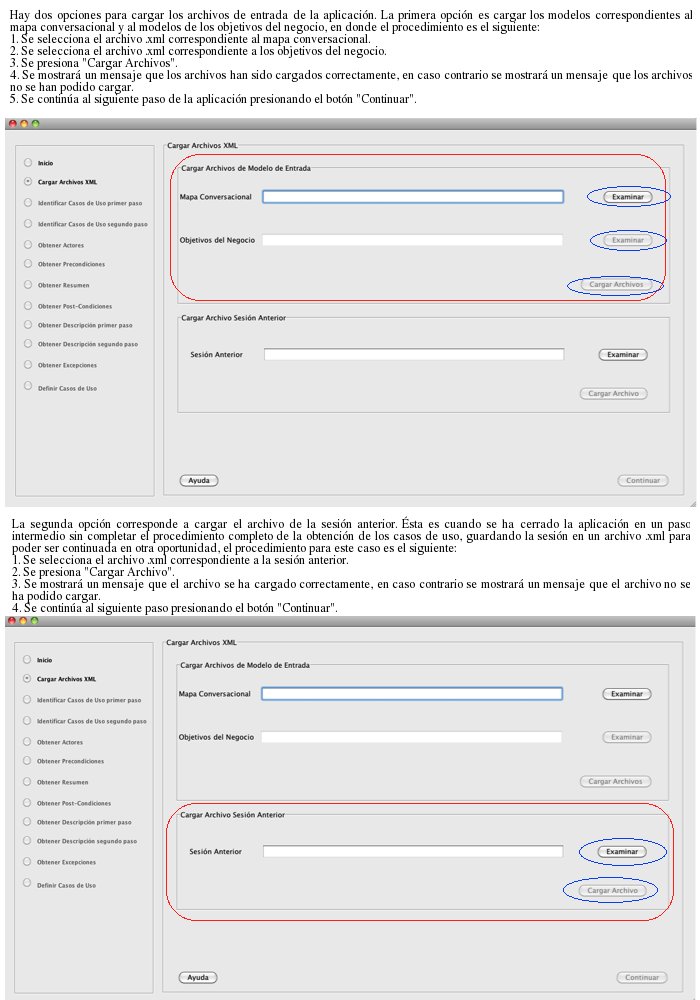 Hay dos opciones para cargar los archivos de entrada de la aplicación. La primera opción es cargar los modelos correspondientes al
mapa conversacional y al modelos de los objetivos del negocio, en donde el procedimiento es el siguiente:
1. Se selecciona el archivo .xml correspondiente al mapa conversacional.
2. Se selecciona el archivo .xml correspondiente a los objetivos del negocio.
3. Se presiona "Cargar Archivos".
4. Se mostrará un mensaje que los archivos han sido cargados correctamente, en caso contrario se mostrará un mensaje que los archivos
no se han podido cargar.
5. Se continúa al siguiente paso de la aplicación presionando el botón "Continuar".
Inicio
Cargar Archivos XML
Identificar Casos de Uso primer paso
Identificar Casos de Uso segundo paso
Obtener Actores
Obtener Precondiciones
Obtener Resumen
Obtener Post-Condiciones
Obtener Descripción primer paso
Obtener Descripción segundo paso
Obtener Excepciones
Definir Casos de Uso
Cargar Archivos XML
Cargar Archivos de Modelo de Entrada
Mapa Conversacional
Examinar
Objetivos del Negocio
Examinar
Cargar Archivos
Cargar Archivo Sesión Anterior
Sesión Anterior
Examinar
Cargar Archivo
Ayuda
Continuar
La segunda opción corresponde a cargar el archivo de la sesión anterior. Ésta es cuando se ha cerrado la aplicación en un paso
intermedio sin completar el procedimiento completo de la obtención de los casos de uso, guardando la sesión en un archivo .xml para
poder ser continuada en otra oportunidad, el procedimiento para este caso es el siguiente:
1. Se selecciona el archivo .xml correspondiente a la sesión anterior.
2. Se presiona "Cargar Archivo".
3. Se mostrará un mensaje que el archivo se ha cargado correctamente, en caso contrario se mostrará un mensaje que el archivo no se
ha podido cargar.
4. Se continúa al siguiente paso presionando el botón "Continuar".
Inicio
Cargar Archivos XML
Identificar Casos de Uso primer paso
Identificar Casos de Uso segundo paso
Obtener Actores
Obtener Precondiciones
Obtener Resumen
Obtener Post-Condiciones
Obtener Descripción primer paso
Obtener Descripción segundo paso
Obtener Excepciones
Definir Casos de Uso
Cargar Archivos XML
Cargar Archivos de Modelo de Entrada
Mapa Conversacional
Examinar
Objetivos del Negocio
Examinar
Cargar Archivos
Cargar Archivo Sesión Anterior
Sesión Anterior
Examinar
Cargar Archivo
Ayuda
Continuar